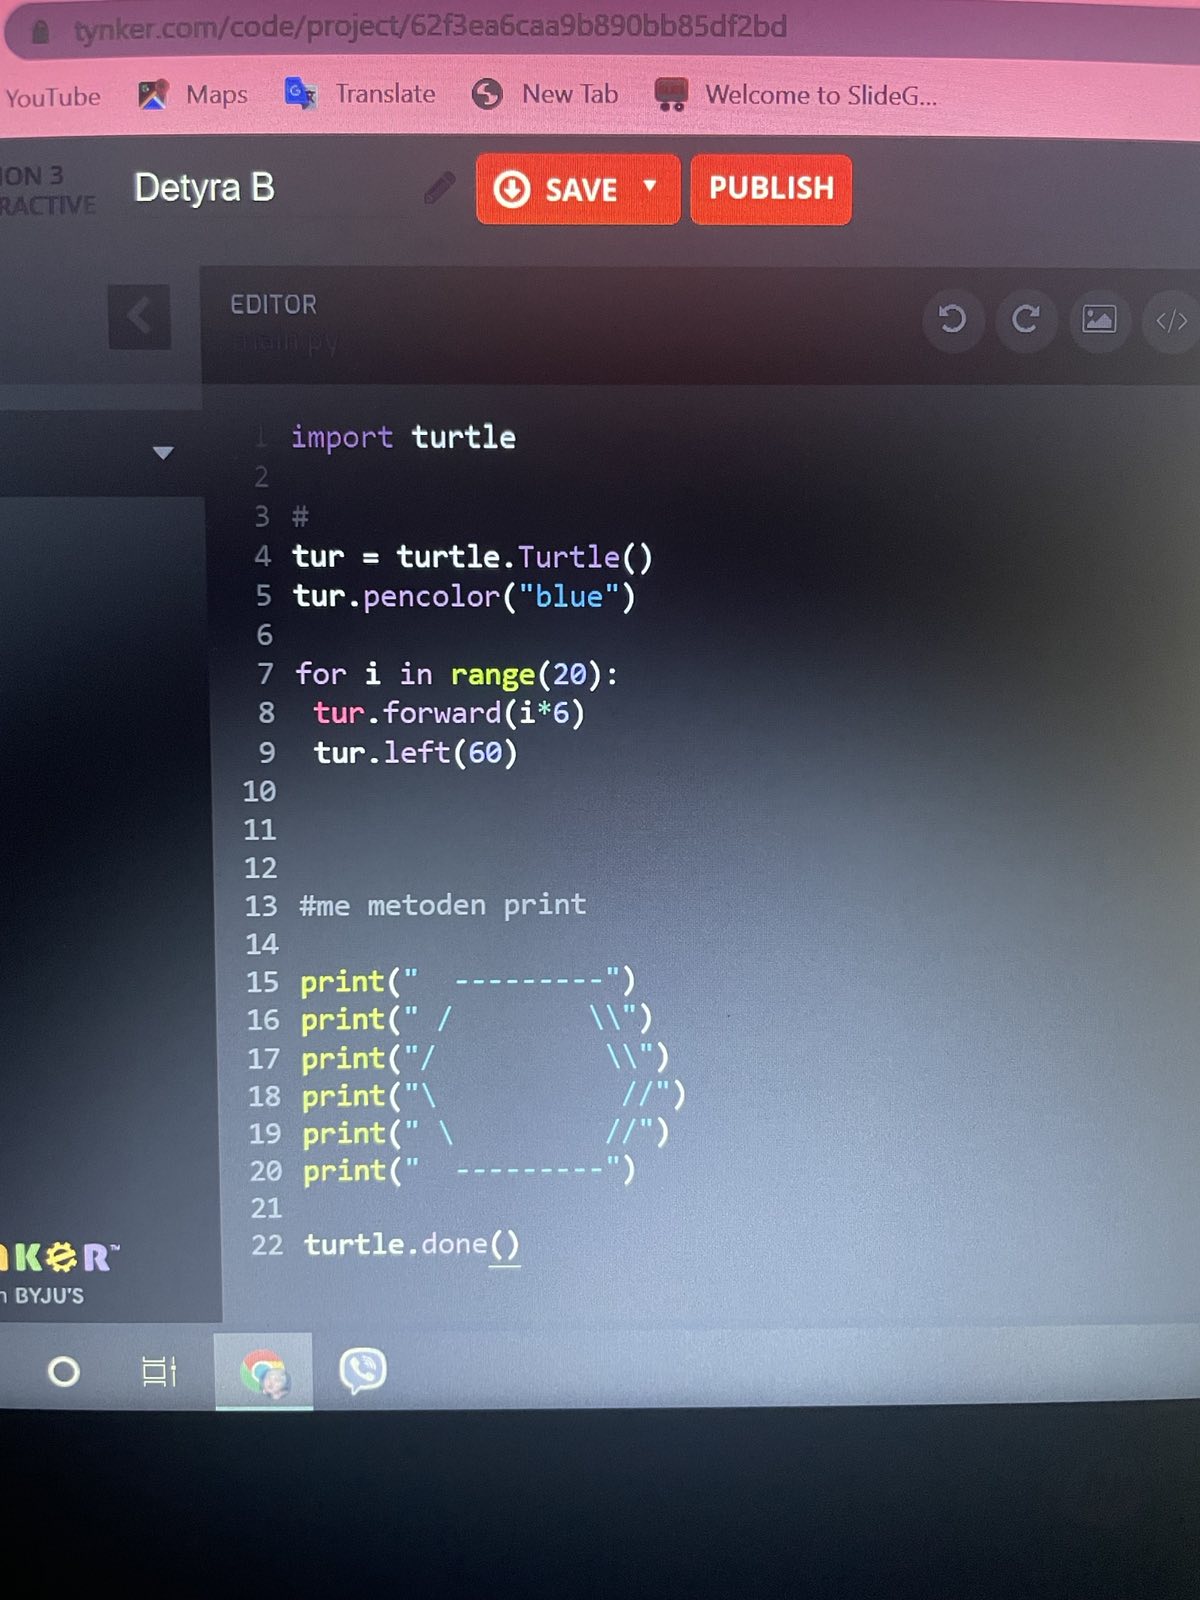 tynker.com/code/project/62f3ea6caa9b890bb85df2bd
YouTube Maps Translate New Tab Welcome to SlideG...
ION 3
RACTIVE
Detyra B
SAVE
PUBLISH
EDITOR
main.py
1 import turtle
2
3 #
4 tur = turtle.Turtle()
5 tur.pencolor("blue")
6
7 for i in range(20):
8  tur.forward(i*6)
9  tur.left(60)
10
11
12
13 #me metoden print
14
15 print("  ---------")
16 print(" /        \\")
17 print("/          \\")
18 print("\           //")
19 print(" \         //")
20 print("  ---------")
21
22 turtle.done()
NKER™
n BYJU'S